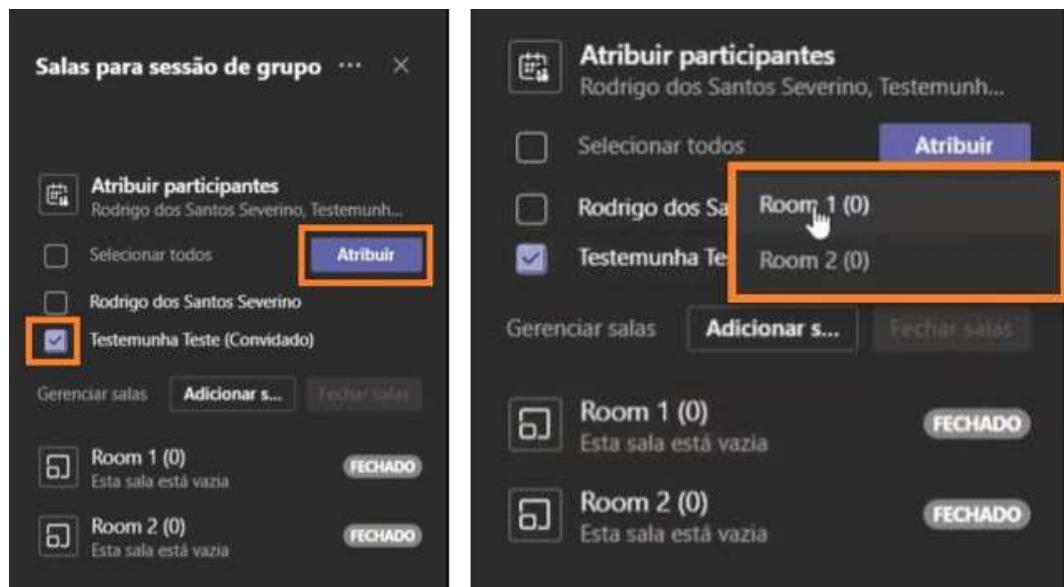 Salas para sessão de grupo ... ×
Atribuir participantes
Rodrigo dos Santos Severino, Testemunh...
Selecionar todos Atribuir
Rodrigo dos Santos Severino
Testemunha Teste (Convidado)
Gerenciar salas Adicionar s... Fechar salas
Room 1 (0)
Esta sala está vazia FECHADO
Room 2 (0)
Esta sala está vazia FECHADO
Atribuir participantes
Rodrigo dos Santos Severino, Testemunh...
Selecionar todos Atribuir
Rodrigo dos Sa Room 1 (0)
Testemunha Te Room 2 (0)
Gerenciar salas Adicionar s... Fechar salas
Room 1 (0)
Esta sala está vazia FECHADO
Room 2 (0)
Esta sala está vazia FECHADO